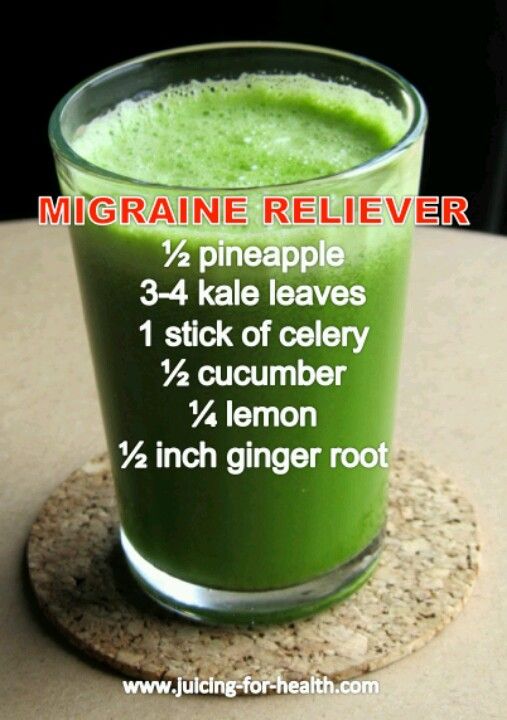 MIGRAINE RELIEVER
½ pineapple
3-4 kale leaves
1 stick of celery
½ cucumber
¼ lemon
½ inch ginger root
www.juicing-for-health.com